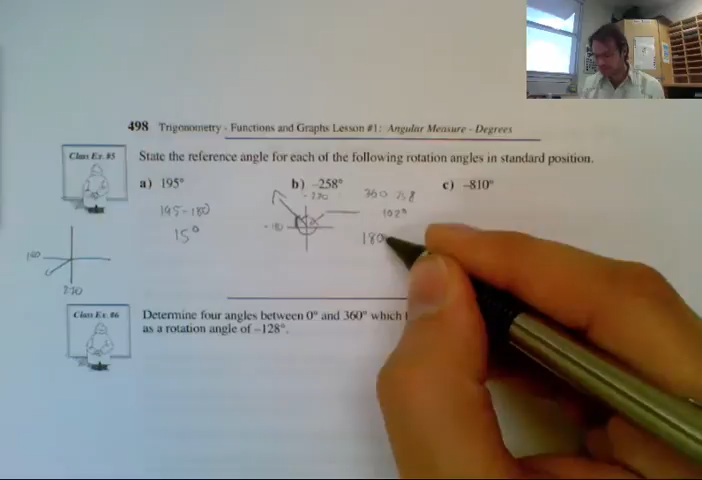 498 Trigonometry - Functions and Graphs Lesson #1: Angular Measure - Degrees
Class Ex. #5
State the reference angle for each of the following rotation angles in standard position.
a) 195°
b) -258°
c) -810°
195-180
15°
-270
-180
360-258
102°
180
180
270
Class Ex. #6
Determine four angles between 0° and 360° which
as a rotation angle of -128°.